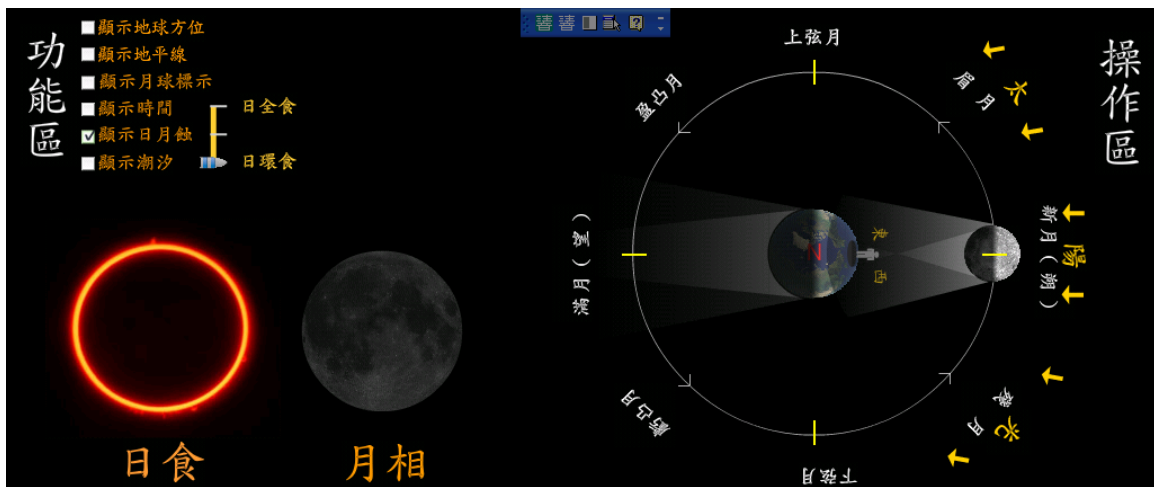 功能區
顯示地球方位
顯示地平線
顯示月球標示
顯示時間
顯示日月蝕
顯示潮汐
日全食
日環食
日食
月相
操作區
上弦月
眉月
盈凸月
太
陽
光
新月(朔)
滿月(望)
東
西
Z
虧凸月
殘月
下弦月